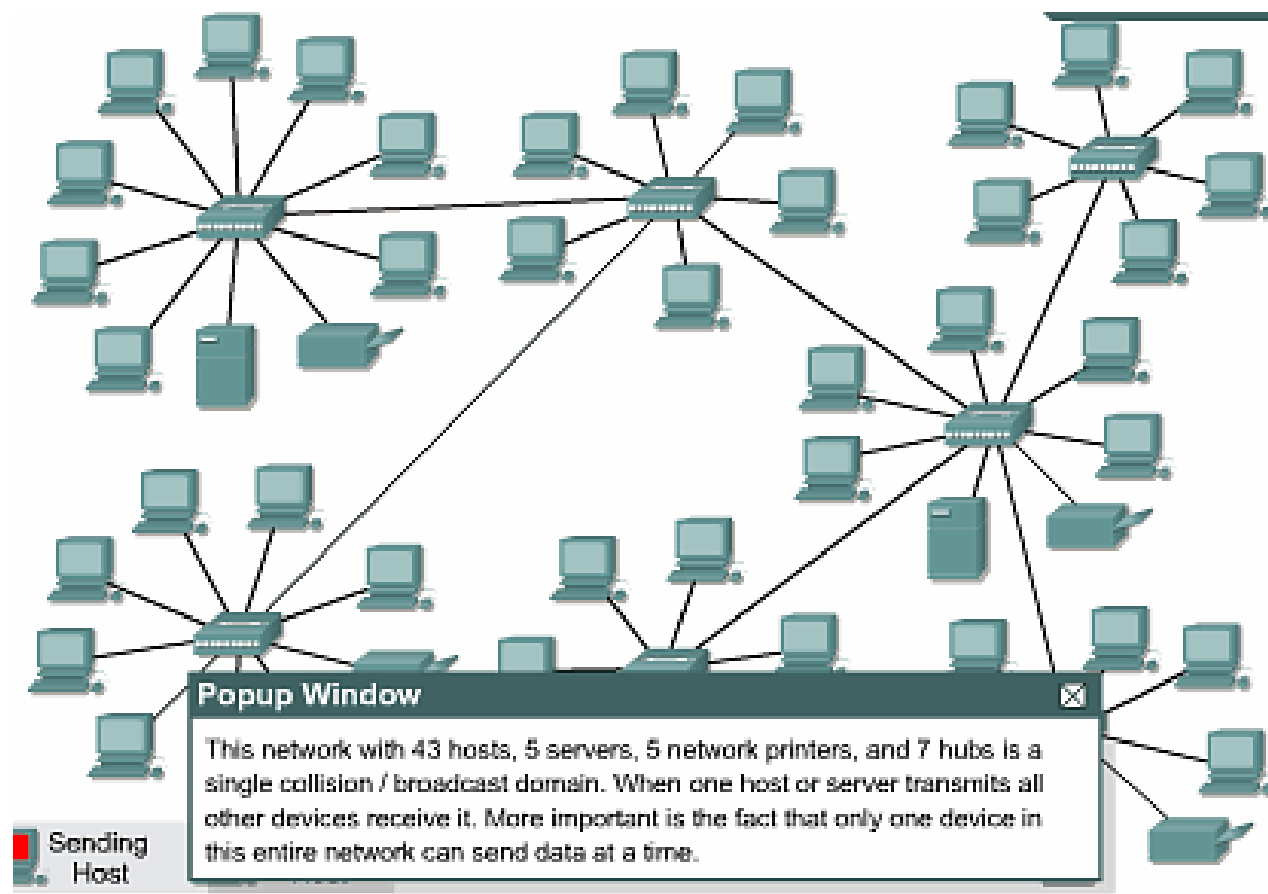 Popup Window
This network with 43 hosts, 5 servers, 5 network printers, and 7 hubs is a
single collision / broadcast domain. When one host or server transmits all
other devices receive it. More important is the fact that only one device in
this entire network can send data at a time.
Sending
Host